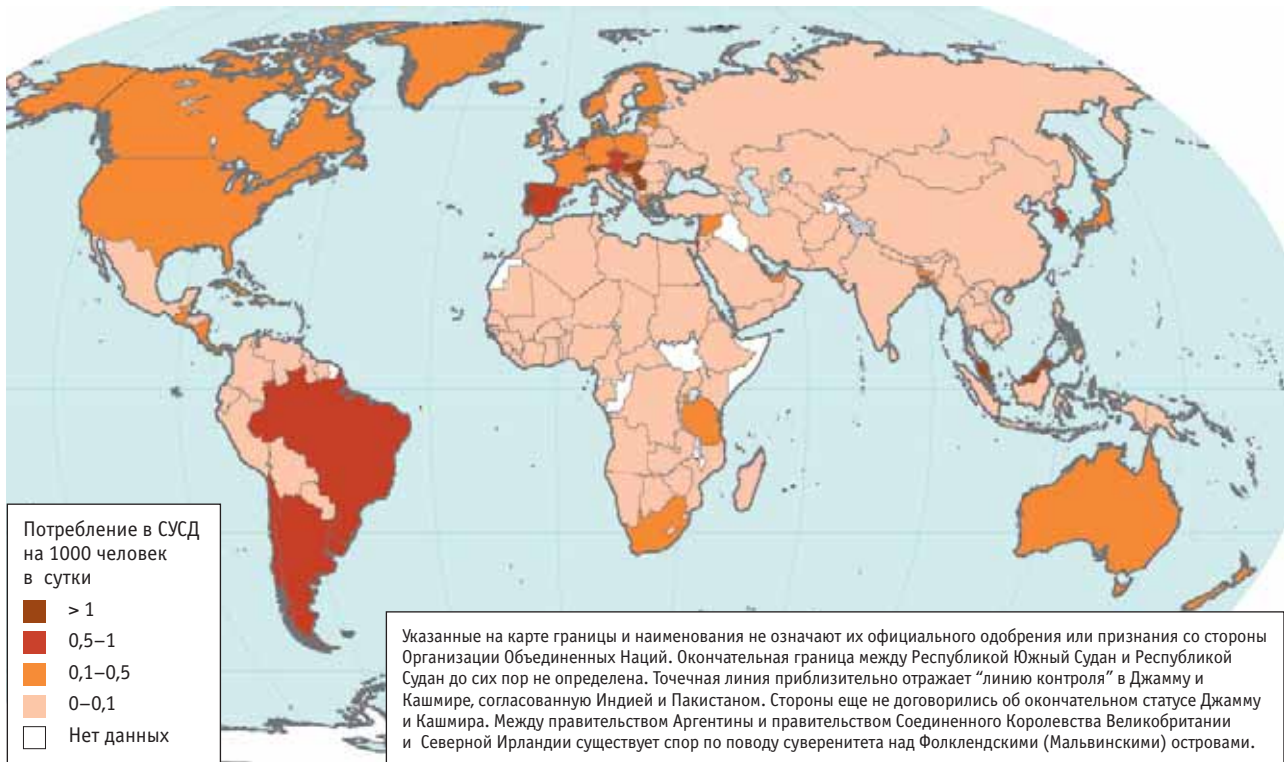 Потребление в СУСД
на 1000 человек
в сутки
> 1
0,5–1
0,1–0,5
0–0,1
Нет данных
Указанные на карте границы и наименования не означают их официального одобрения или признания со стороны
Организации Объединенных Наций. Окончательная граница между Республикой Южный Судан и Республикой
Судан до сих пор не определена. Точечная линия приблизительно отражает “линию контроля” в Джамму и
Кашмире, согласованную Индией и Пакистаном. Стороны еще не договорились об окончательном статусе Джамму
и Кашмира. Между правительством Аргентины и правительством Соединенного Королевства Великобритании
и Северной Ирландии существует спор по поводу суверенитета над Фолклендскими (Мальвинскими) островами.